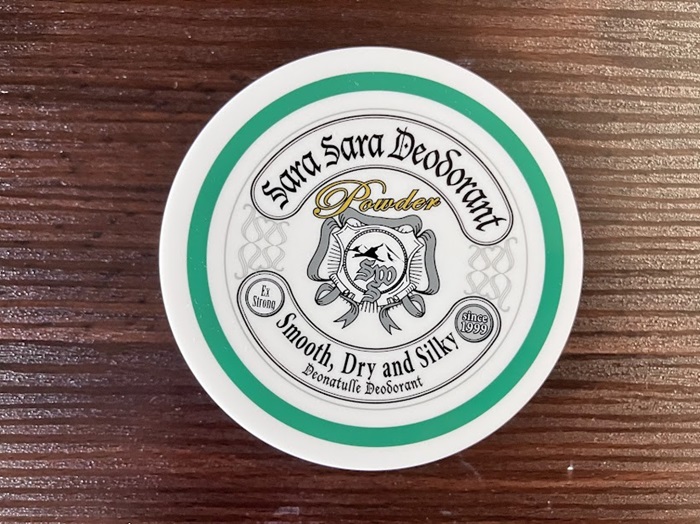 Sara Sara Deodorant
Powder
Ex
Strong
since
1999
Smooth, Dry and Silky
Deonatulle Deodorant